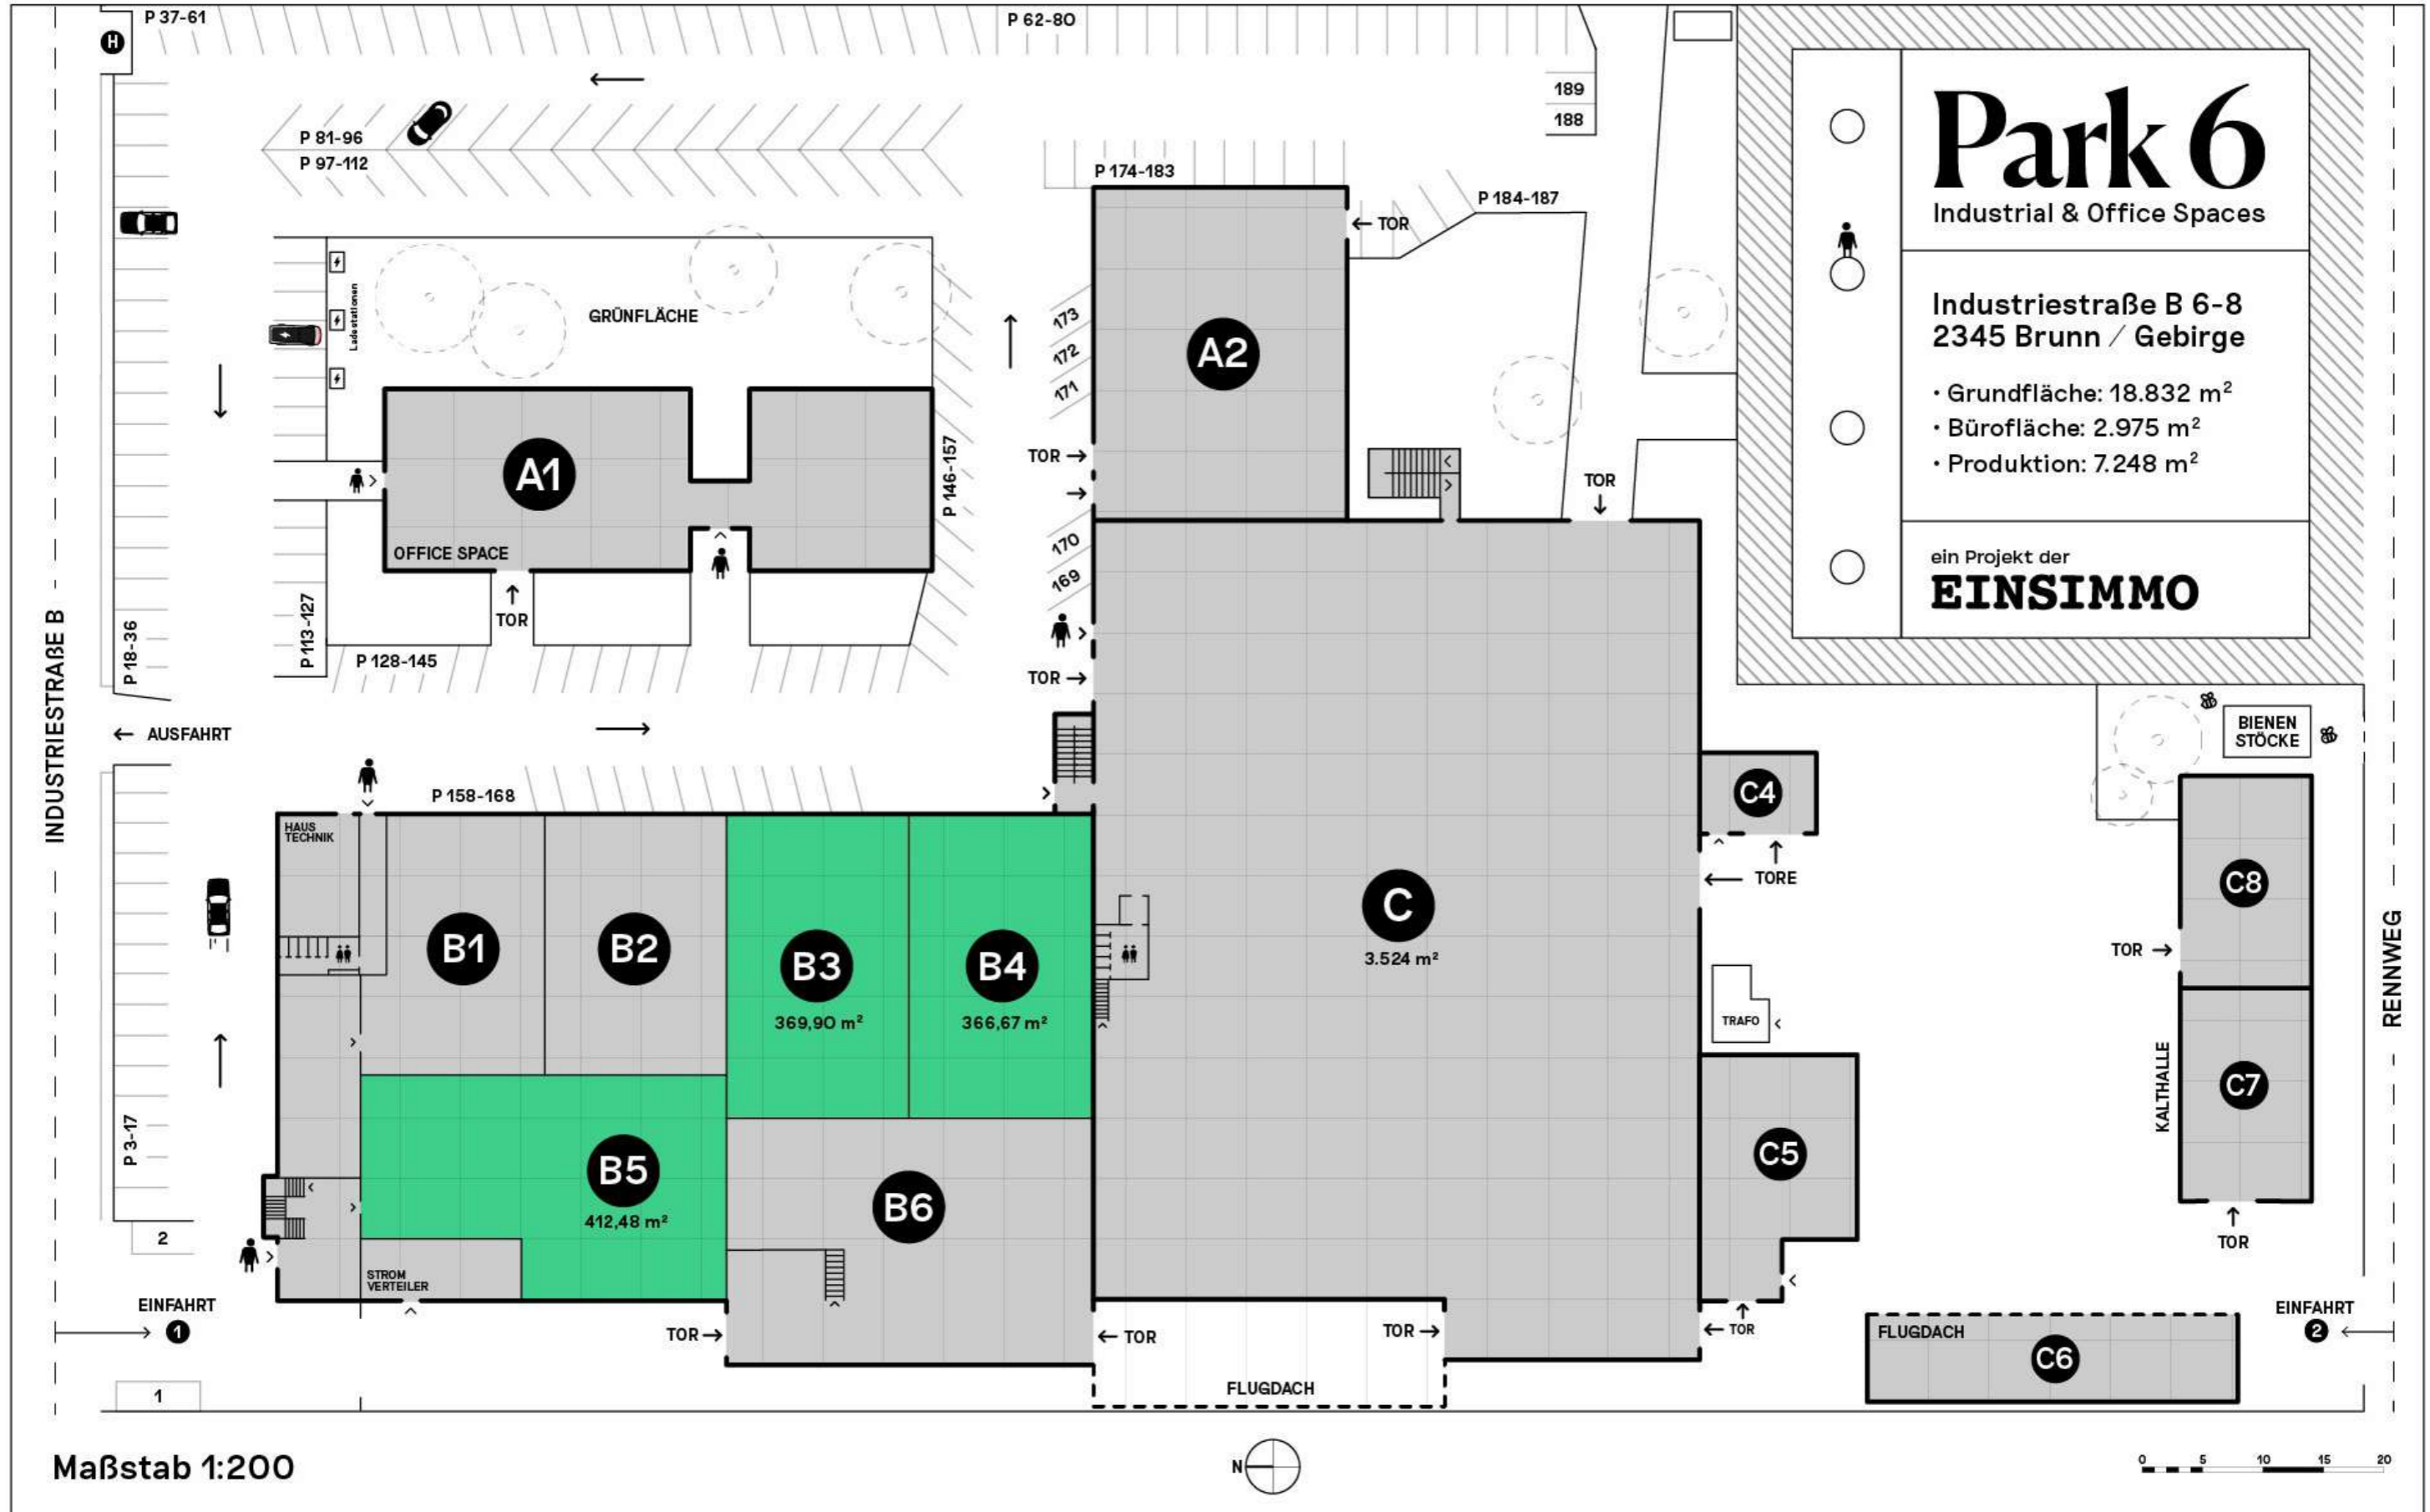 P 37-61
P 62-80
H
189
188
P 81-96
P 97-112
P 174-183
P 184-187
← TOR
Park 6
Industrial & Office Spaces
Industriestraße B 6-8
2345 Brunn / Gebirge
· Grundfläche: 18.832 m²
· Bürofläche: 2.975 m²
· Produktion: 7.248 m²
ein Projekt der
EINSIMMO
Ladestationen
GRÜNFLÄCHE
173
172
171
A2
A1
OFFICE SPACE
P 146-157
TOR →
TOR
170
169
TOR
TOR →
P 18-36
P 113-127
P 128-145
INDUSTRIESTRASSE B
← AUSFAHRT
BIENEN
STÖCKE
P 158-168
HAUS
TECHNIK
C4
TORE
B1
B2
B3
369,90 m²
B4
366,67 m²
C
3.524 m²
C8
TOR →
RENNWEG
TRAFO
KALTHALLE
C7
P 3-17
B5
412,48 m²
B6
C5
2
STROM
VERTEILER
TOR
EINFAHRT
1
TOR →
← TOR
TOR →
← TOR
FLUGDACH
C6
EINFAHRT
2
FLUGDACH
1
Maßstab 1:200
N
0 5 10 15 20